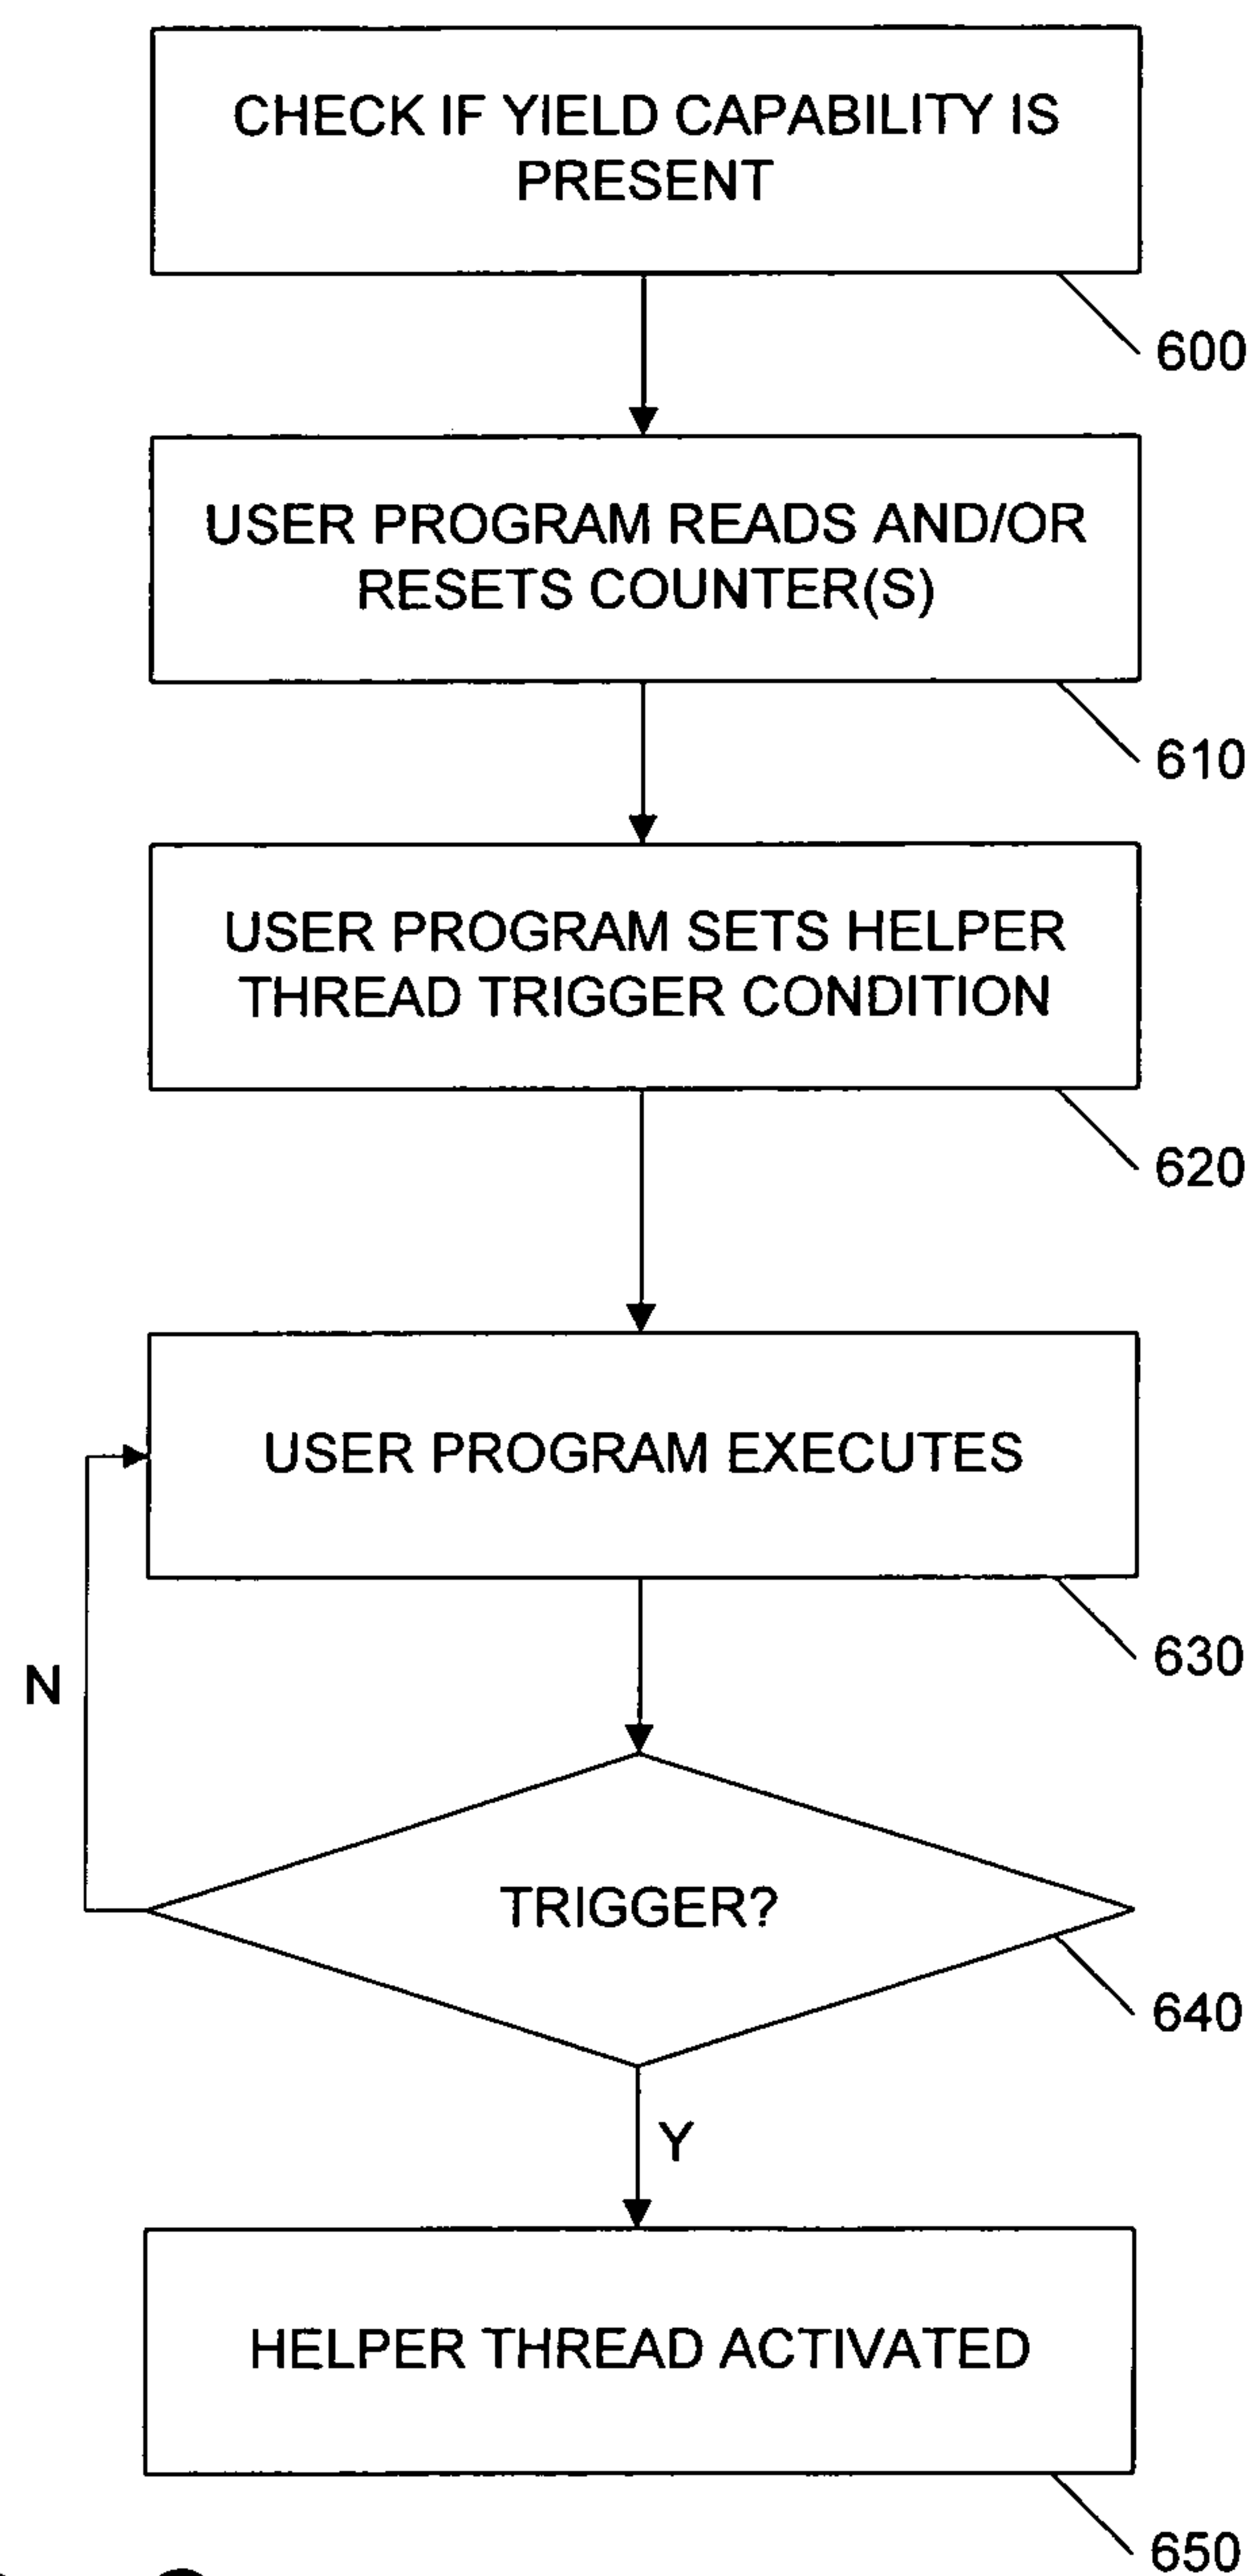 CHECK IF YIELD CAPABILITY IS
PRESENT
600
USER PROGRAM READS AND/OR
RESETS COUNTER(S)
610
USER PROGRAM SETS HELPER
THREAD TRIGGER CONDITION
620
USER PROGRAM EXECUTES
630
N
TRIGGER?
640
Y
HELPER THREAD ACTIVATED
650